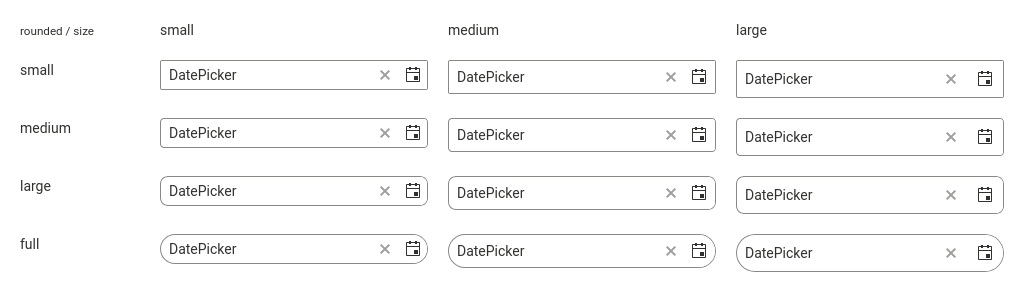 rounded / size small medium large
small DatePicker DatePicker DatePicker
medium DatePicker DatePicker DatePicker
large DatePicker DatePicker DatePicker
full DatePicker DatePicker DatePicker